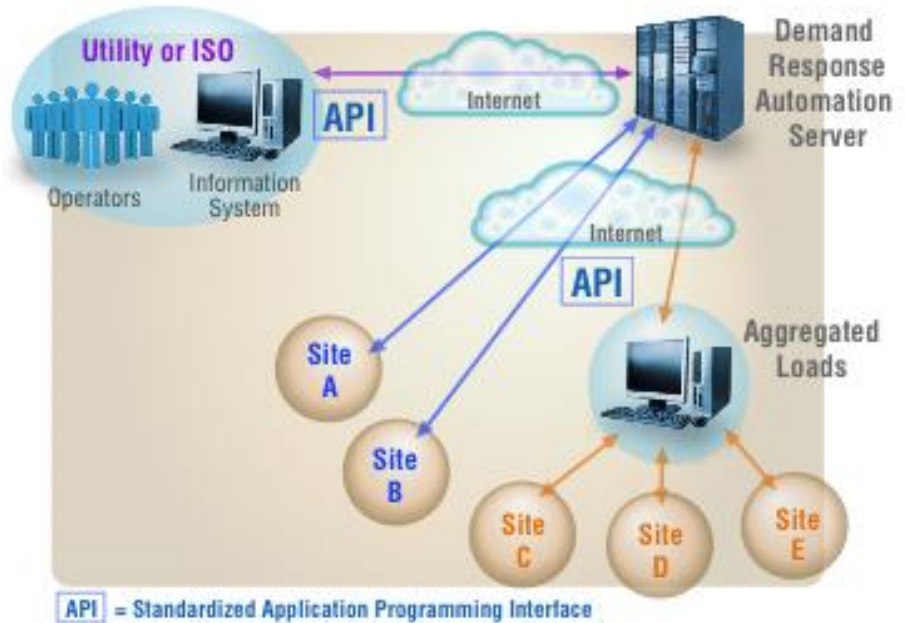 Utility or ISO
Operators
Information
System
API
Internet
Demand
Response
Automation
Server
Internet
API
Site
A
Site
B
Aggregated
Loads
Site
C
Site
D
Site
E
API = Standardized Application Programming Interface